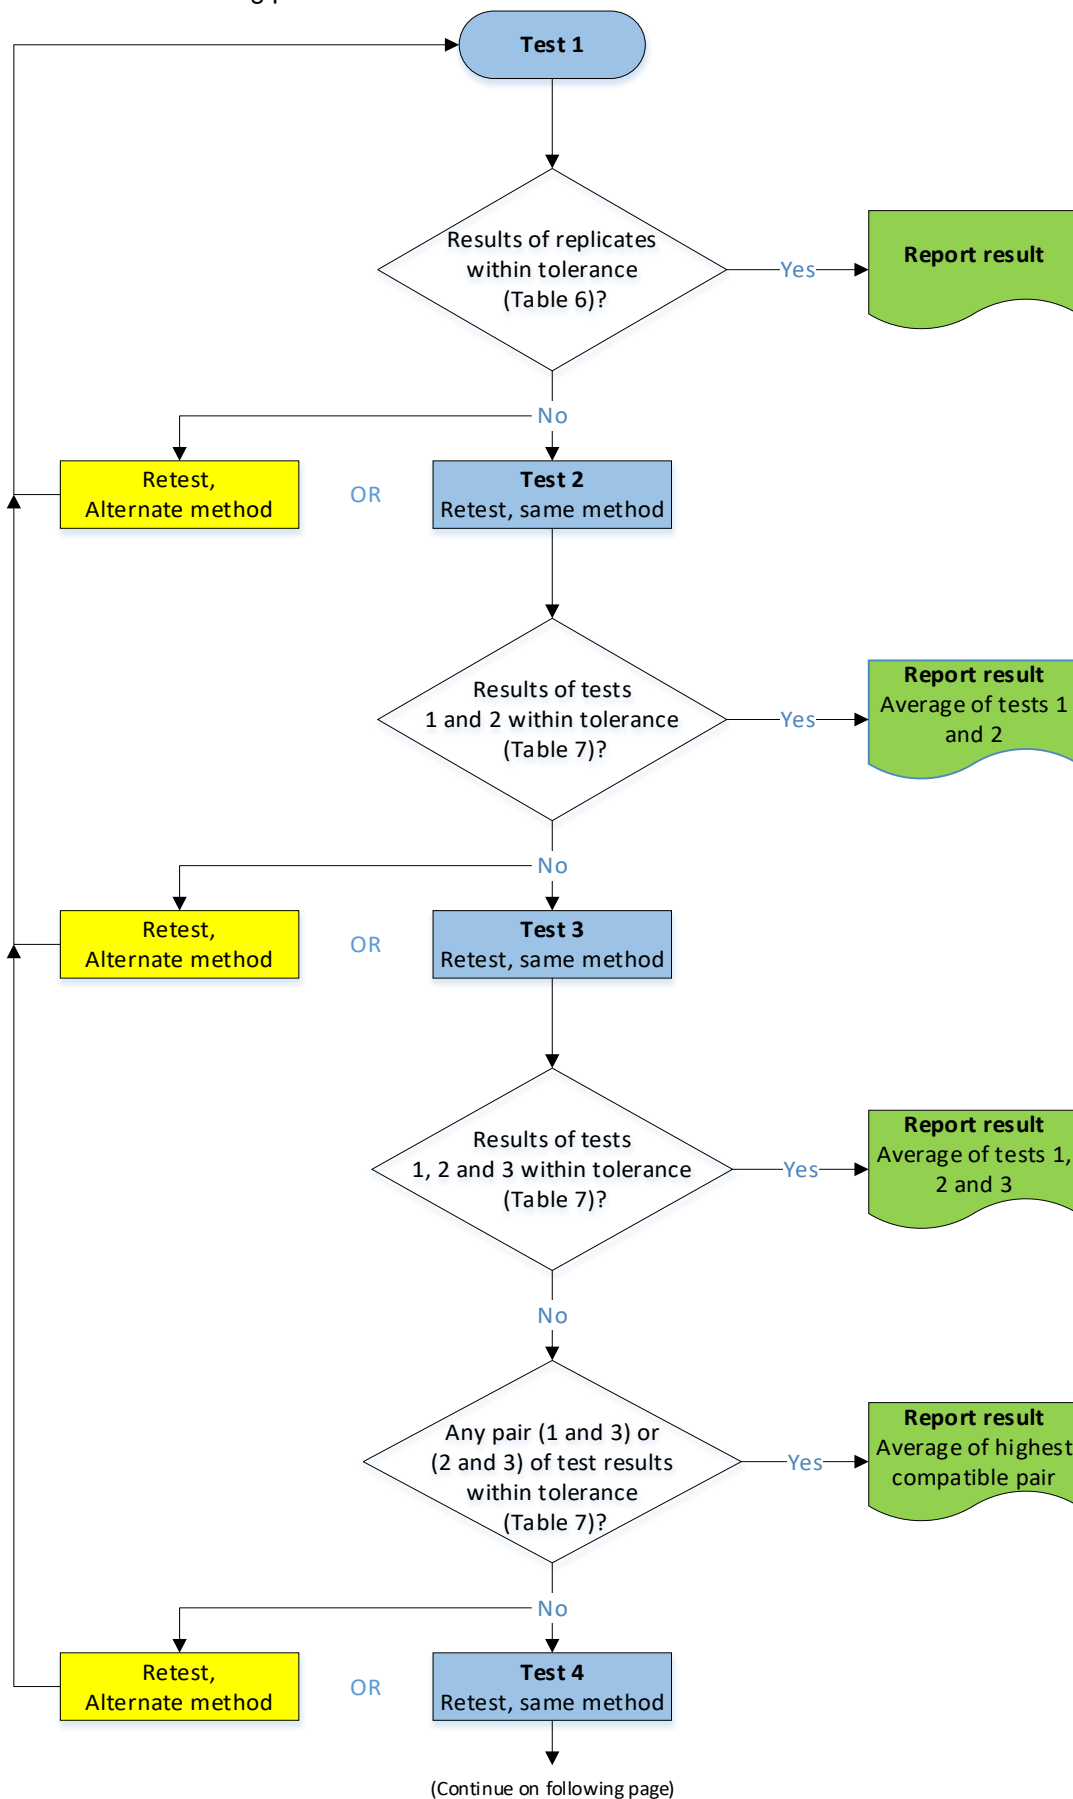 Test 1
Results of replicates
within tolerance
(Table 6)?
Yes
Report result
No
Retest,
Alternate method
OR
Test 2
Retest, same method
Results of tests
1 and 2 within tolerance
(Table 7)?
Yes
Report result
Average of tests 1
and 2
No
Retest,
Alternate method
OR
Test 3
Retest, same method
Results of tests
1, 2 and 3 within tolerance
(Table 7)?
Yes
Report result
Average of tests 1,
2 and 3
No
Any pair (1 and 3) or
(2 and 3) of test results
within tolerance
(Table 7)?
Yes
Report result
Average of highest
compatible pair
No
Retest,
Alternate method
OR
Test 4
Retest, same method
(Continue on following page)